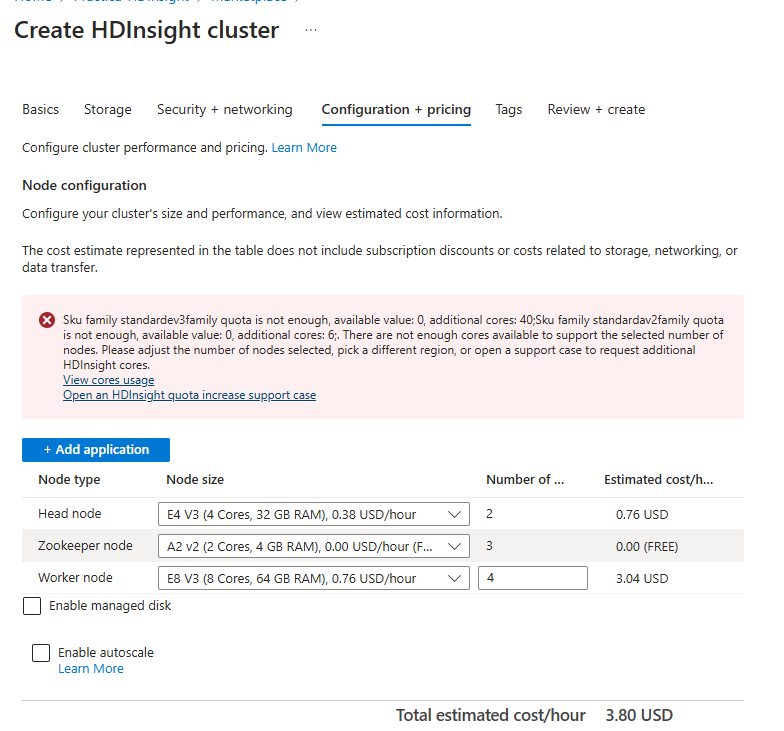 Home > Practica-HDInsight > Marketplace >
Create HDInsight cluster ...
Basics Storage Security + networking Configuration + pricing Tags Review + create
Configure cluster performance and pricing. Learn More
Node configuration
Configure your cluster's size and performance, and view estimated cost information.
The cost estimate represented in the table does not include subscription discounts or costs related to storage, networking, or
data transfer.
Sku family standardev3family quota is not enough, available value: 0, additional cores: 40;Sku family standardav2family quota
is not enough, available value: 0, additional cores: 6;. There are not enough cores available to support the selected number of
nodes. Please adjust the number of nodes selected, pick a different region, or open a support case to request additional
HDInsight cores.
View cores usage
Open an HDInsight quota increase support case
+ Add application
Node type Node size Number of ... Estimated cost/h...
Head node E4 V3 (4 Cores, 32 GB RAM), 0.38 USD/hour 2 0.76 USD
Zookeeper node A2 v2 (2 Cores, 4 GB RAM), 0.00 USD/hour (F... 3 0.00 (FREE)
Worker node E8 V3 (8 Cores, 64 GB RAM), 0.76 USD/hour 4 3.04 USD
Enable managed disk
Enable autoscale
Learn More
Total estimated cost/hour 3.80 USD